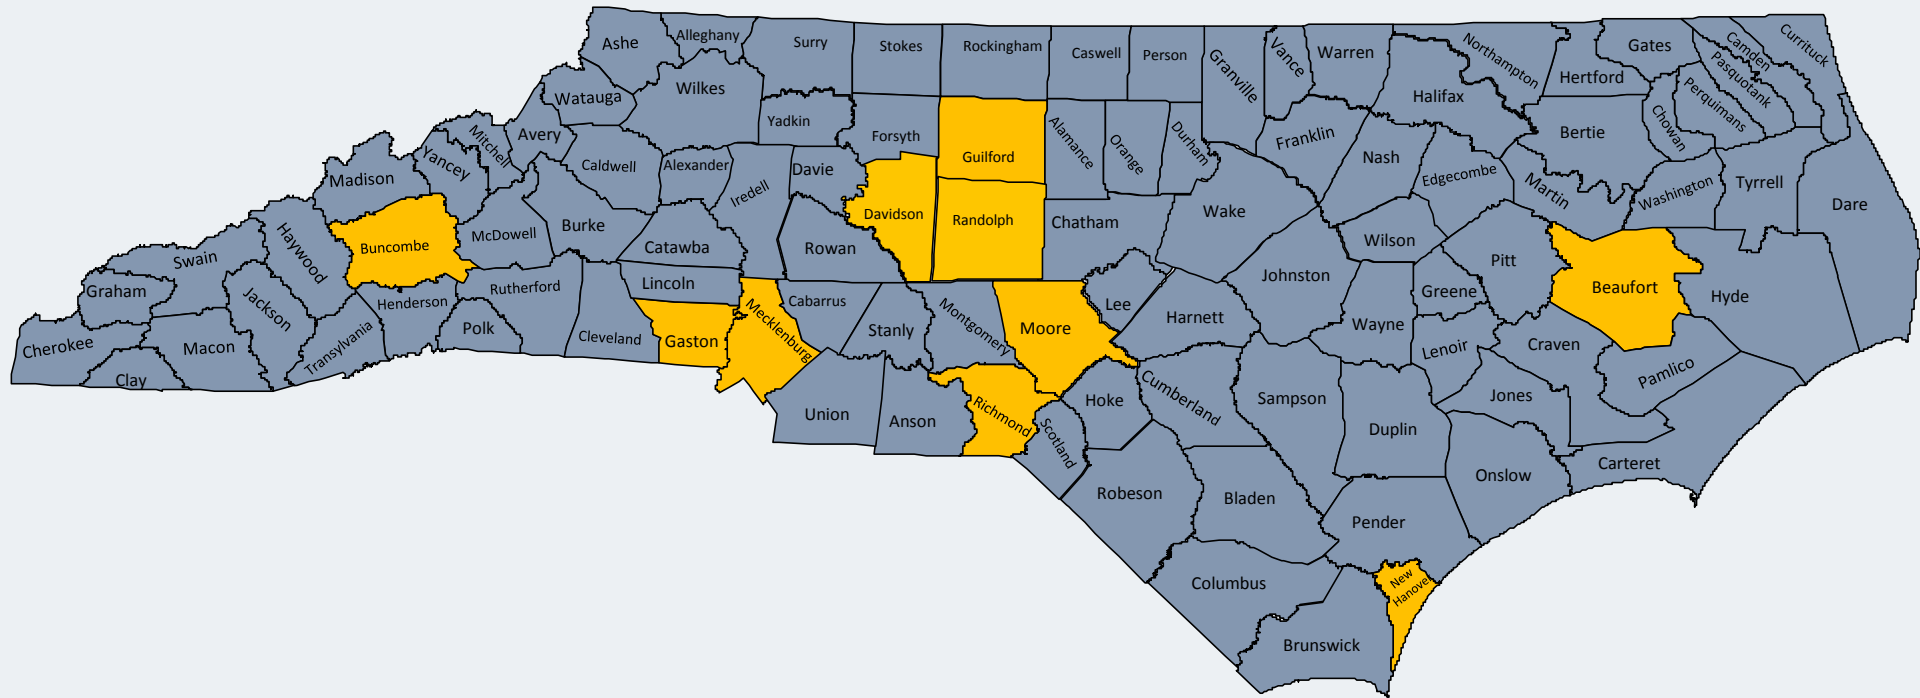 Ashe
Alleghany
Surry
Stokes
Rockingham
Caswell
Person
Granville
Vance
Warren
Northampton
Gates
Camden
Currituck
Hertford
Pasquotank
Perquimans
Chowan
Halifax
Bertie
Watauga
Wilkes
Yadkin
Forsyth
Guilford
Alamance
Orange
Durham
Franklin
Nash
Edgecombe
Martin
Washington
Tyrrell
Dare
Mitchell
Avery
Yancey
Madison
Caldwell
Alexander
Iredell
Davie
Davidson
Randolph
Chatham
Wake
Wilson
Pitt
Beaufort
Hyde
Buncombe
McDowell
Burke
Catawba
Rowan
Johnston
Greene
Haywood
Swain
Graham
Jackson
Henderson
Rutherford
Lincoln
Cabarrus
Mecklenburg
Stanly
Montgomery
Moore
Lee
Harnett
Wayne
Lenoir
Craven
Pamlico
Cherokee
Clay
Macon
Transylvania
Polk
Cleveland
Gaston
Union
Anson
Richmond
Scotland
Hoke
Cumberland
Sampson
Duplin
Jones
Onslow
Carteret
Robeson
Bladen
Pender
Columbus
New
Hanover
Brunswick